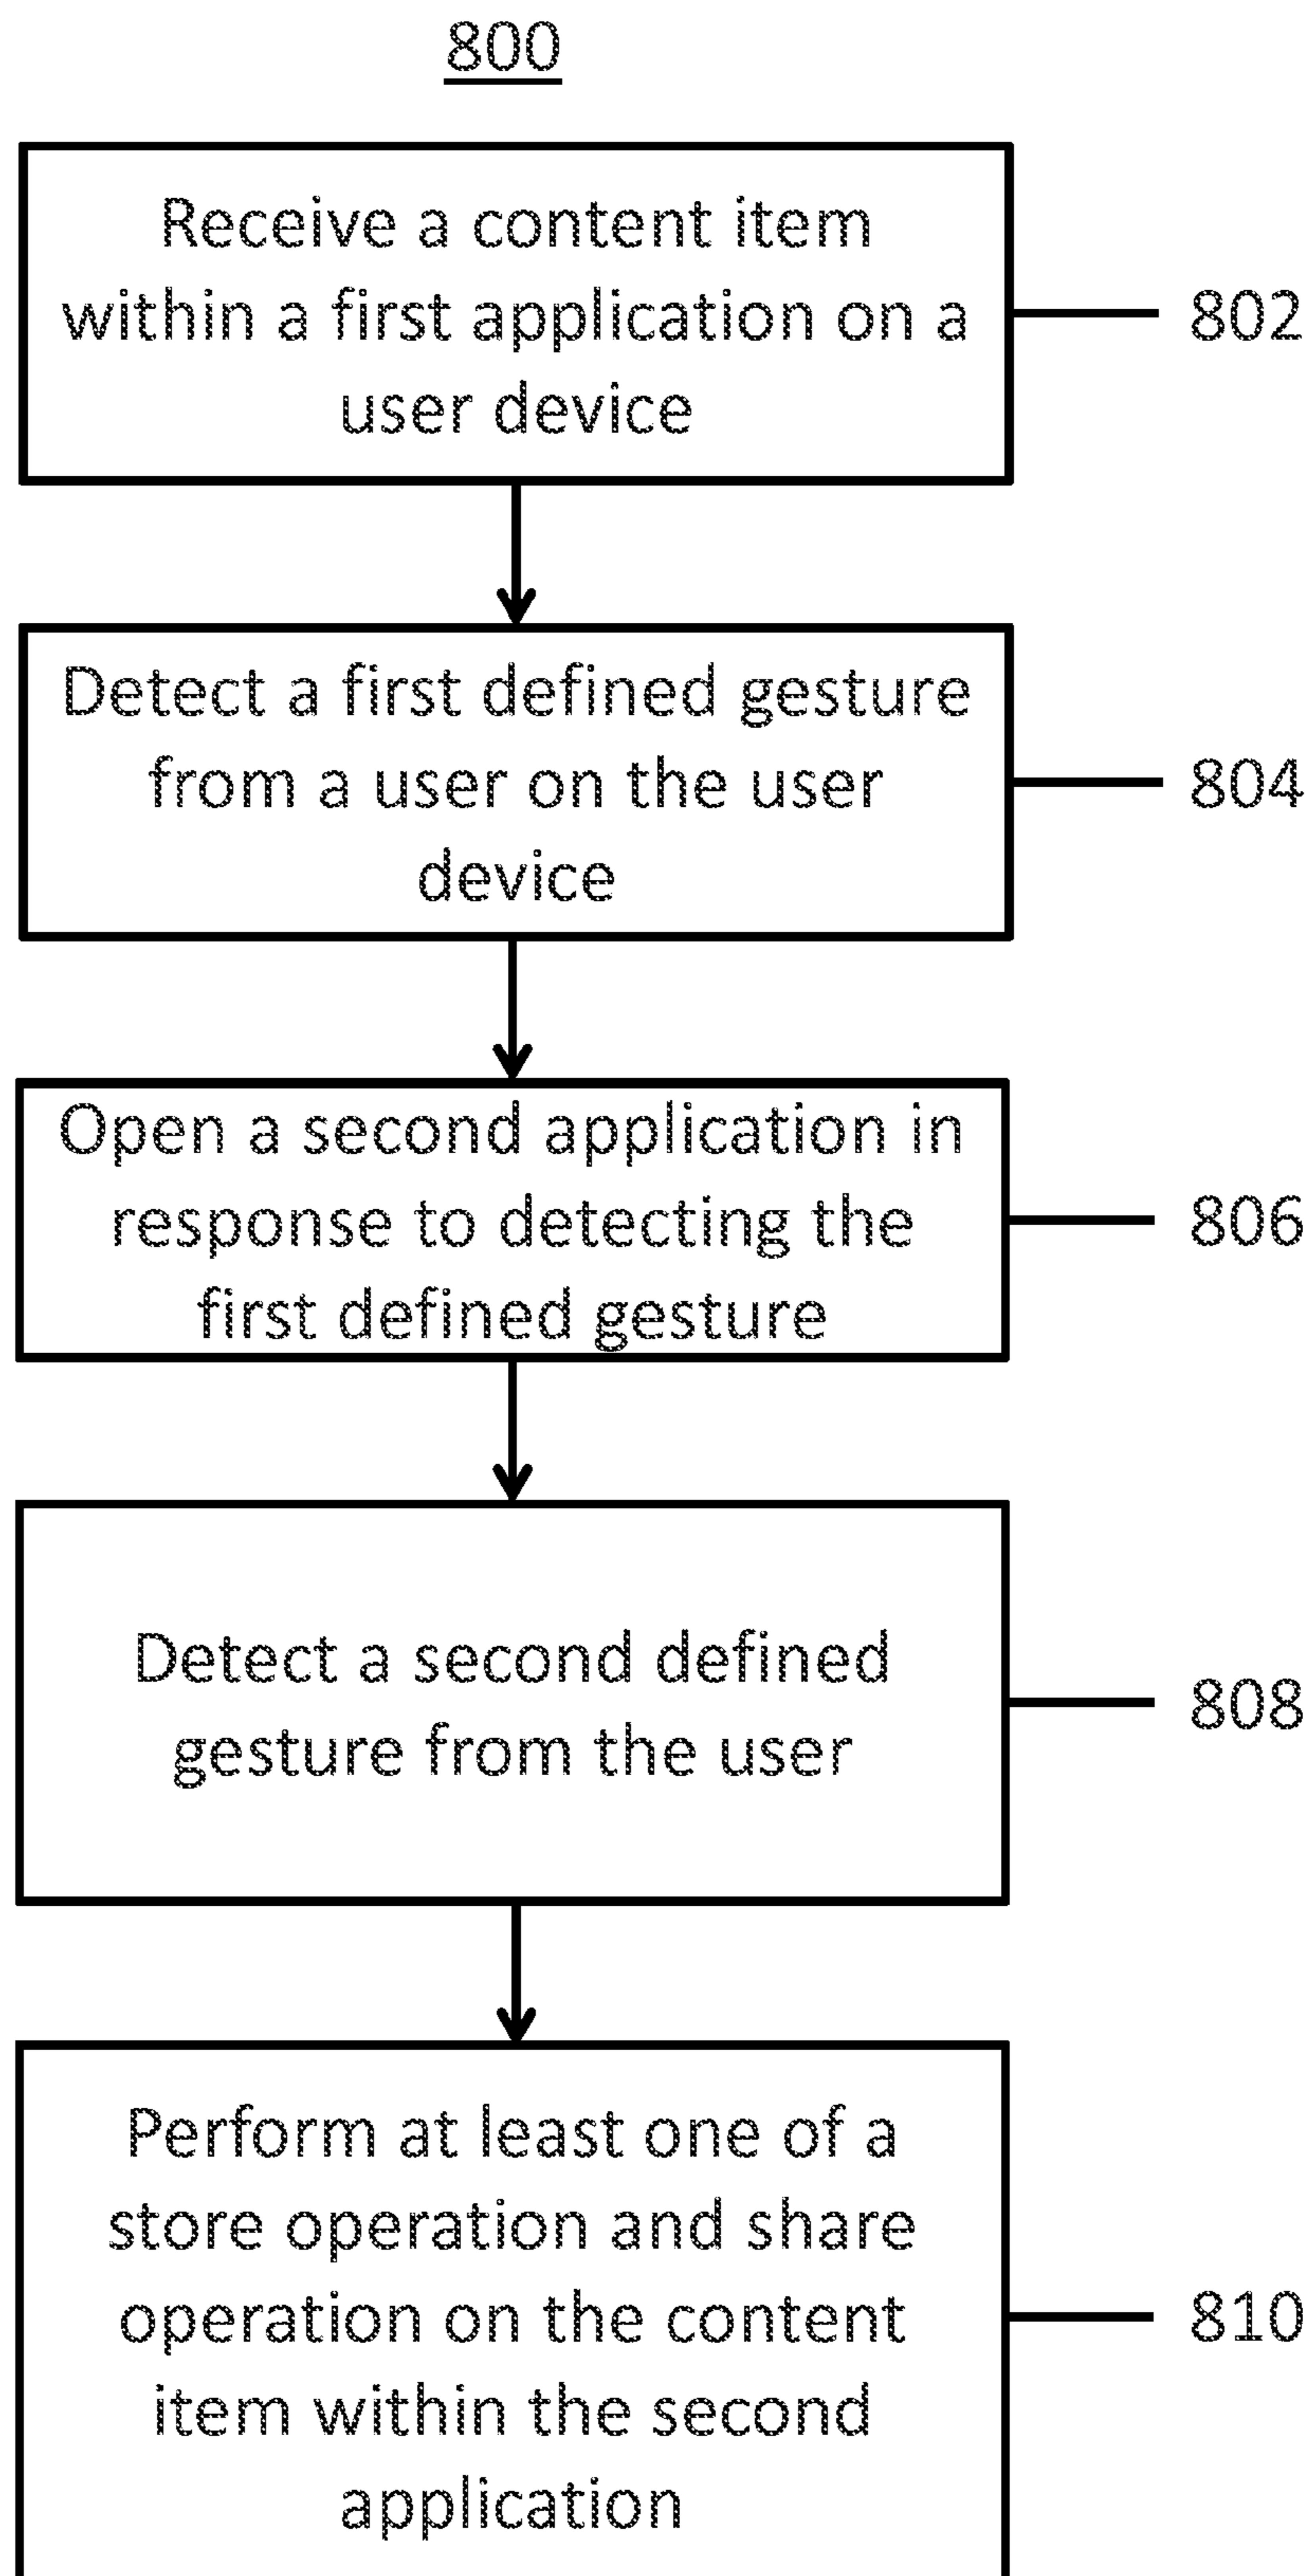 800
Receive a content item
within a first application on a
user device
802
Detect a first defined gesture
from a user on the user
device
804
Open a second application in
response to detecting the
first defined gesture
806
Detect a second defined
gesture from the user
808
Perform at least one of a
store operation and share
operation on the content
item within the second
application
810